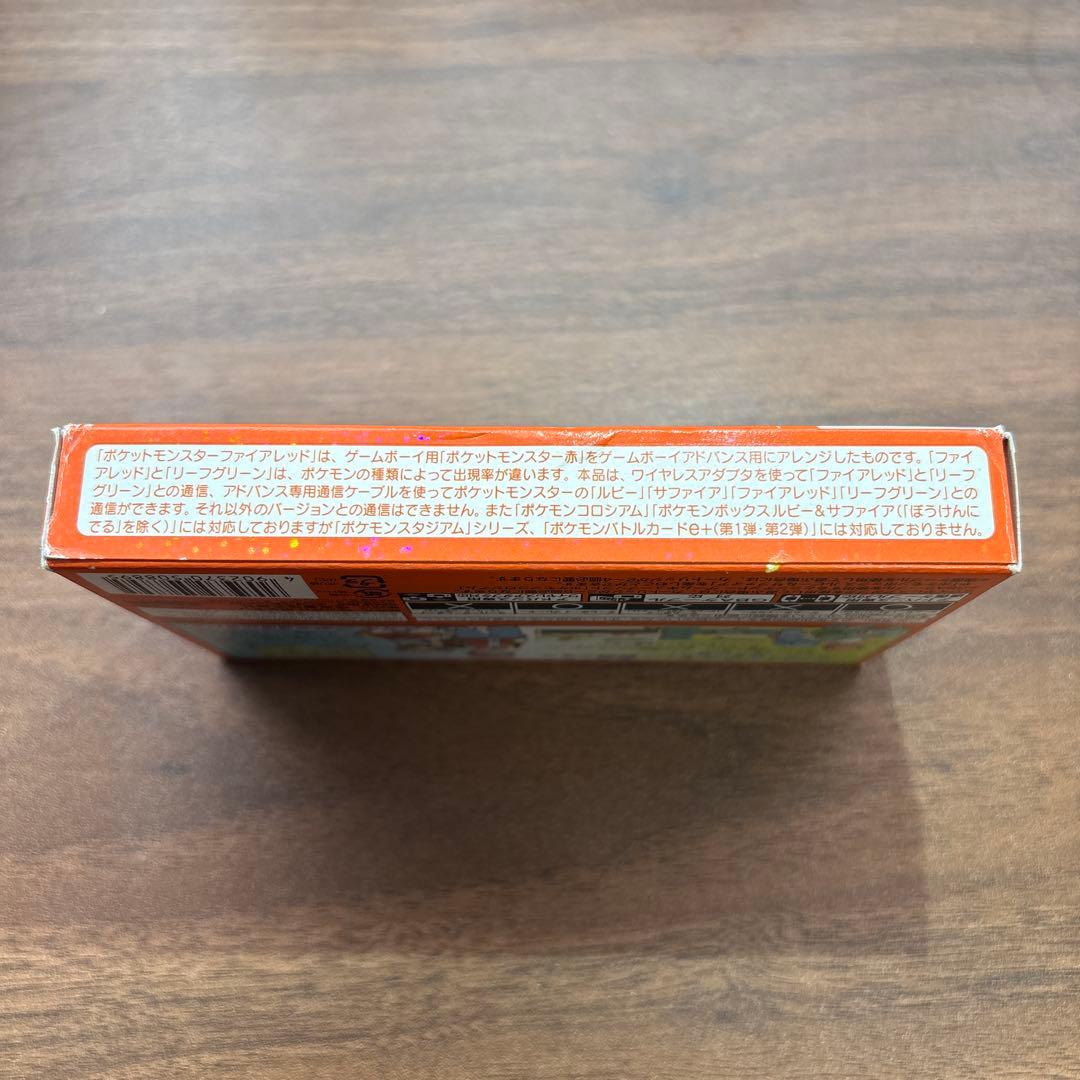 「ポケットモンスターファイアレッド」は、ゲームボーイ用「ポケットモンスター赤」をゲームボーイアドバンス用にアレンジしたものです。「ファイ
アレッド」と「リーフグリーン」は、ポケモンの種類によって出現率が違います。本品は、ワイヤレスアダプタを使って「ファイアレッド」と「リーフ
グリーン」との通信、アドバンス専用通信ケーブルを使ってポケットモンスターの「ルビー」「サファイア」「ファイアレッド」「リーフグリーン」との
通信ができます。それ以外のバージョンとの通信はできません。また「ポケモンコロシアム」「ポケモンボックスルビー&サファイア(「ぼうけんに
でる」を除く)」には対応しておりますが「ポケモンスタジアム」シリーズ、「ポケモンバトルカードe+(第1弾・第2弾)」には対応しておりません。